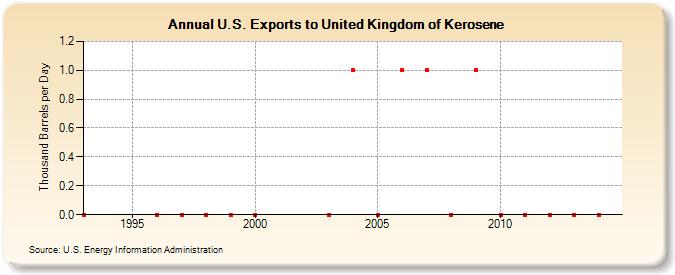 Annual U.S. Exports to United Kingdom of Kerosene
Thousand Barrels per Day
1.2
1.0
0.8
0.6
0.4
0.2
0.0
1995 2000 2005 2010
Source: U.S. Energy Information Administration